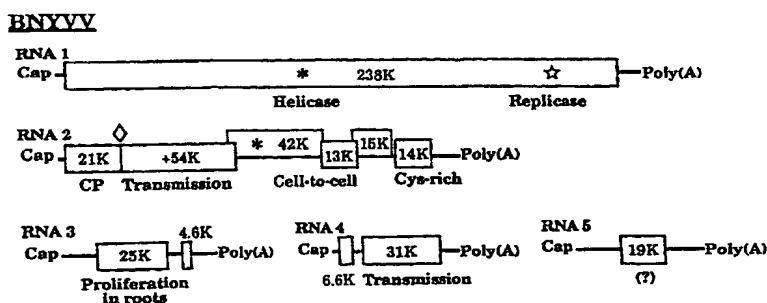 BNYVV
RNA 1
Cap * 238K ☆ Poly(A)
Helicase Replicase
RNA 2 ◇
Cap 21K +54K * 42K 13K 15K 14K Poly(A)
CP Transmission Cell-to-cell Cys-rich
RNA 3 4.6K RNA 4 RNA 5
Cap 25K Poly(A) Cap 31K Poly(A) Cap 19K Poly(A)
Proliferation 6.6K Transmission (?)
in roots